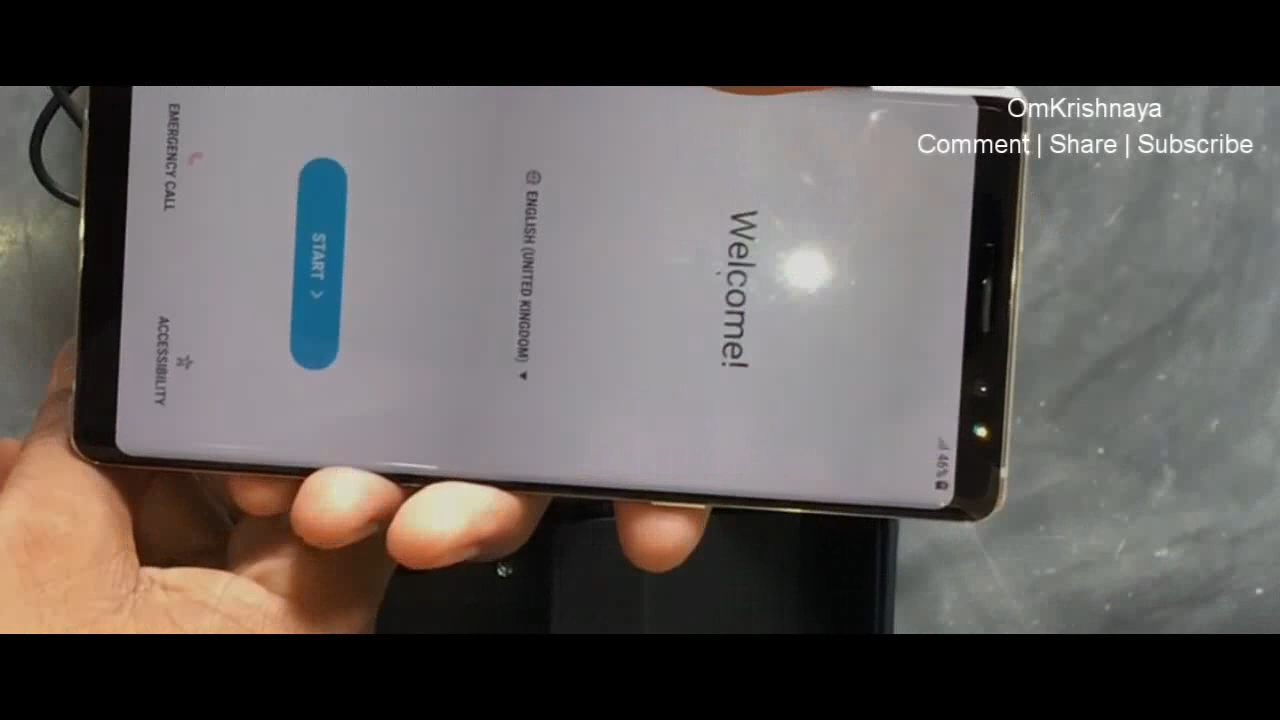 OmKrishnaya
Comment | Share | Subscribe
46%
Welcome!
ENGLISH (UNITED KINGDOM)
START
EMERGENCY CALL
ACCESSIBILITY